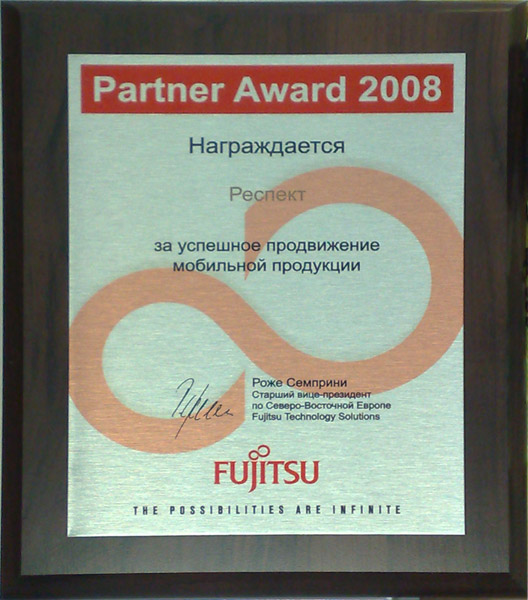 Partner Award 2008
Награждается
Респект
за успешное продвижение
мобильной продукции
Роже Семприни
Старший вице-президент
по Северо-Восточной Европе
Fujitsu Technology Solutions
FUJITSU
THE POSSIBILITIES ARE INFINITE